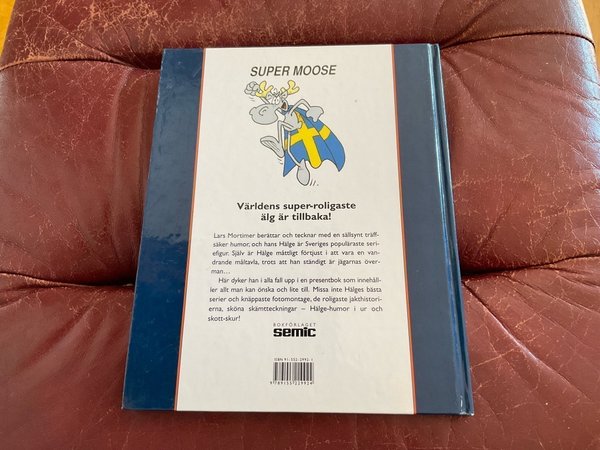 SUPER MOOSE
Världens super-roligaste
älg är tillbaka!
Lars Mortimer berättar och tecknar med en sällsynt träff-
säker humor, och hans Hälge är Sveriges populäraste serie-
figur. Själv är Hälge måttligt förtjust i att vara en van-
drande måltavla, trots att han ständigt är jägarnas över-
man…
Här dyker han i alla fall upp i en presentbok som innehål-
ler allt man kan önska och lite till. Missa inte Hälges bästa
serier och knäppaste fotomontage, de roligaste jakthistori-
erna, sköna skämtteckningar – Hälge-humor i ur och
skott-skur!
BOKFÖRLAGET
semic